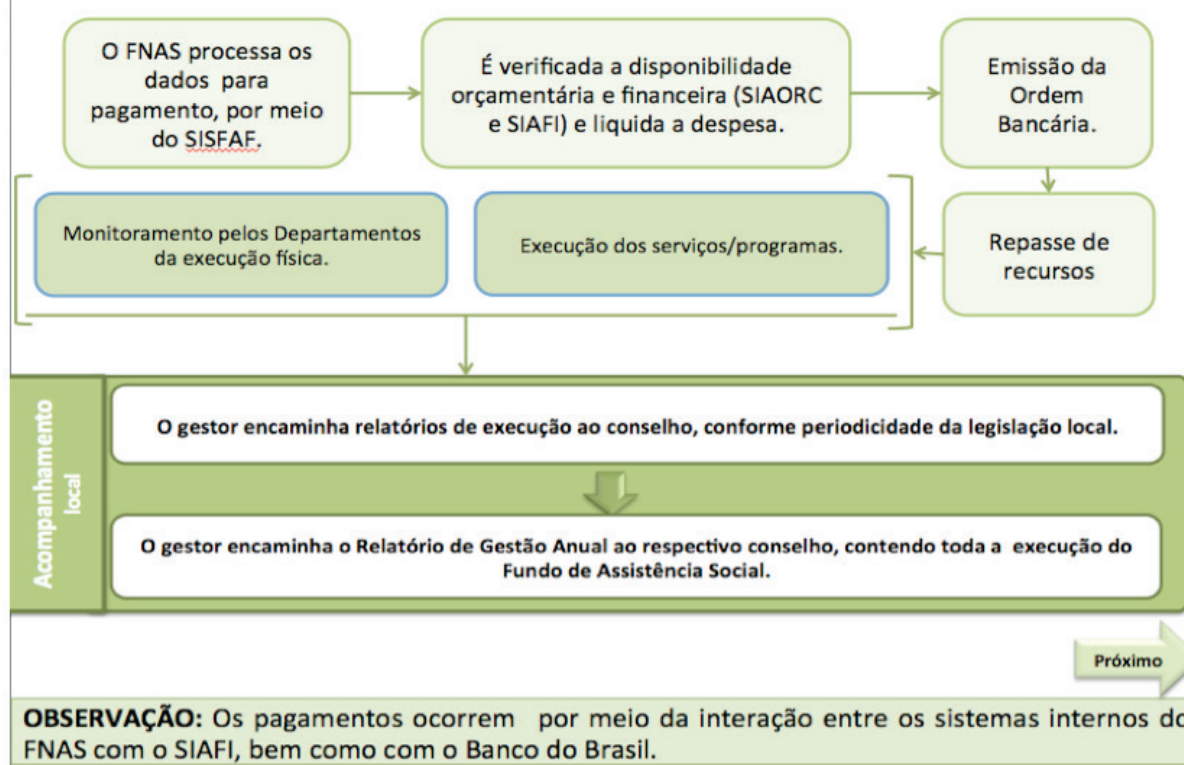 O FNAS processa os
dados para
pagamento, por meio
do SISFAF.
É verificada a disponibilidade
orçamentária e financeira (SIAORC
e SIAFI) e liquida a despesa.
Emissão da
Ordem
Bancária.
Monitoramento pelos Departamentos
da execução física.
Execução dos serviços/programas.
Repasse de
recursos
Acompanhamento
local
O gestor encaminha relatórios de execução ao conselho, conforme periodicidade da legislação local.
O gestor encaminha o Relatório de Gestão Anual ao respectivo conselho, contendo toda a execução do
Fundo de Assistência Social.
Próximo
OBSERVAÇÃO: Os pagamentos ocorrem por meio da interação entre os sistemas internos do
FNAS com o SIAFI, bem como com o Banco do Brasil.